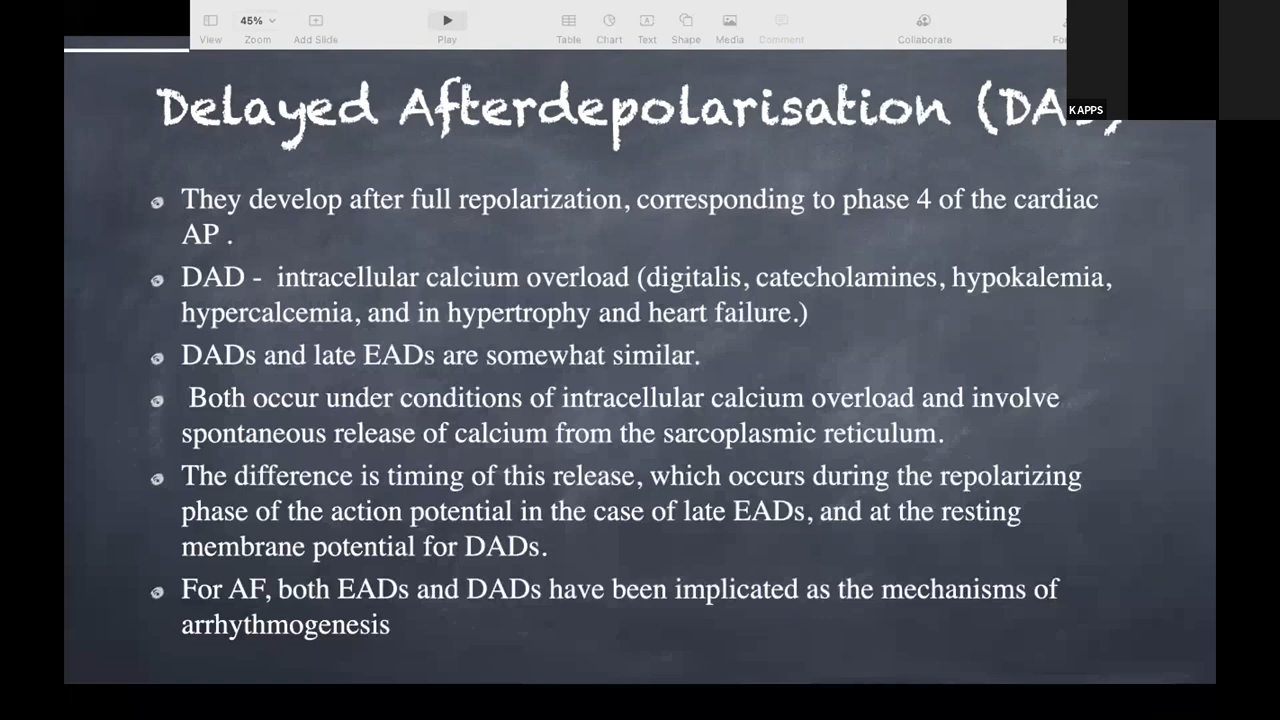 45%
View
Zoom
Add Slide
Play
Table
Chart
Text
Shape
Media
Comment
Collaborate
KAPPS
Delayed Afterdepolarisation
They develop after full repolarization, corresponding to phase 4 of the cardiac
AP .
DAD - intracellular calcium overload (digitalis, catecholamines, hypokalemia,
hypercalcemia, and in hypertrophy and heart failure.)
DADs and late EADs are somewhat similar.
Both occur under conditions of intracellular calcium overload and involve
spontaneous release of calcium from the sarcoplasmic reticulum.
The difference is timing of this release, which occurs during the repolarizing
phase of the action potential in the case of late EADs, and at the resting
membrane potential for DADs.
For AF, both EADs and DADs have been implicated as the mechanisms of
arrhythmogenesis